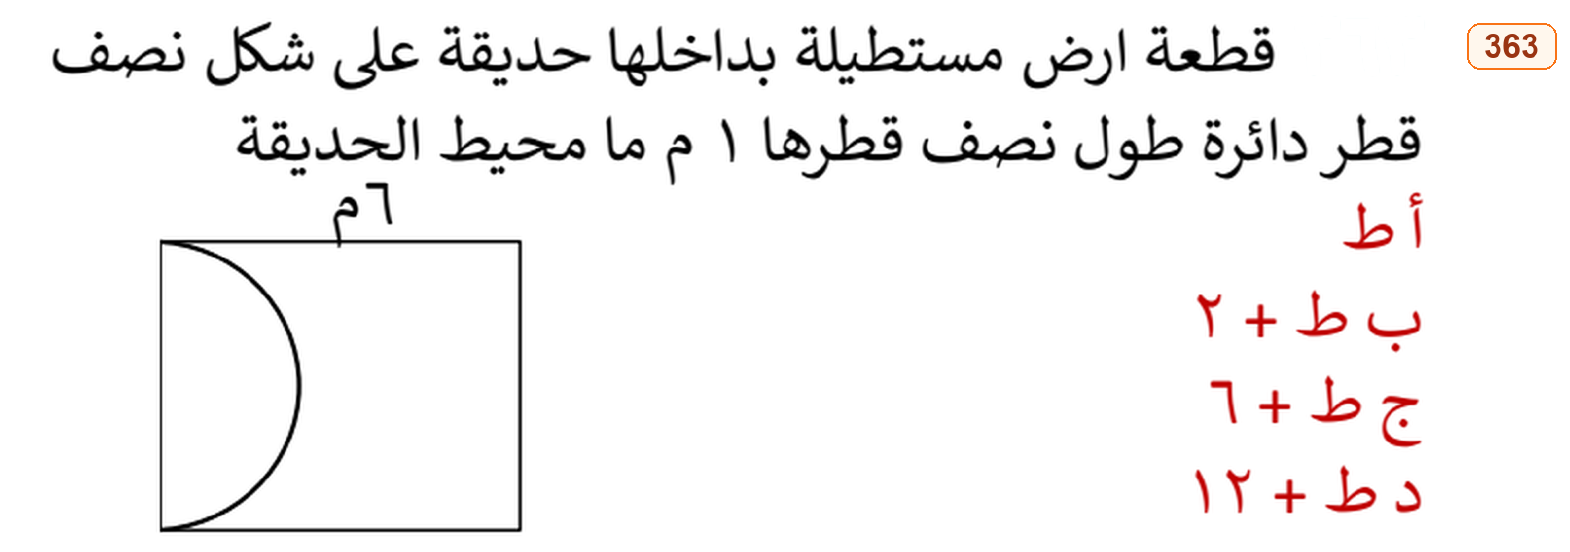 363
قطعة ارض مستطيلة بداخلها حديقة على شكل نصف
قطر دائرة طول نصف قطرها ١ م ما محيط الحديقة
٦م
أ ط
ب ط + ٢
ج ط + ٦
د ط + ١٢